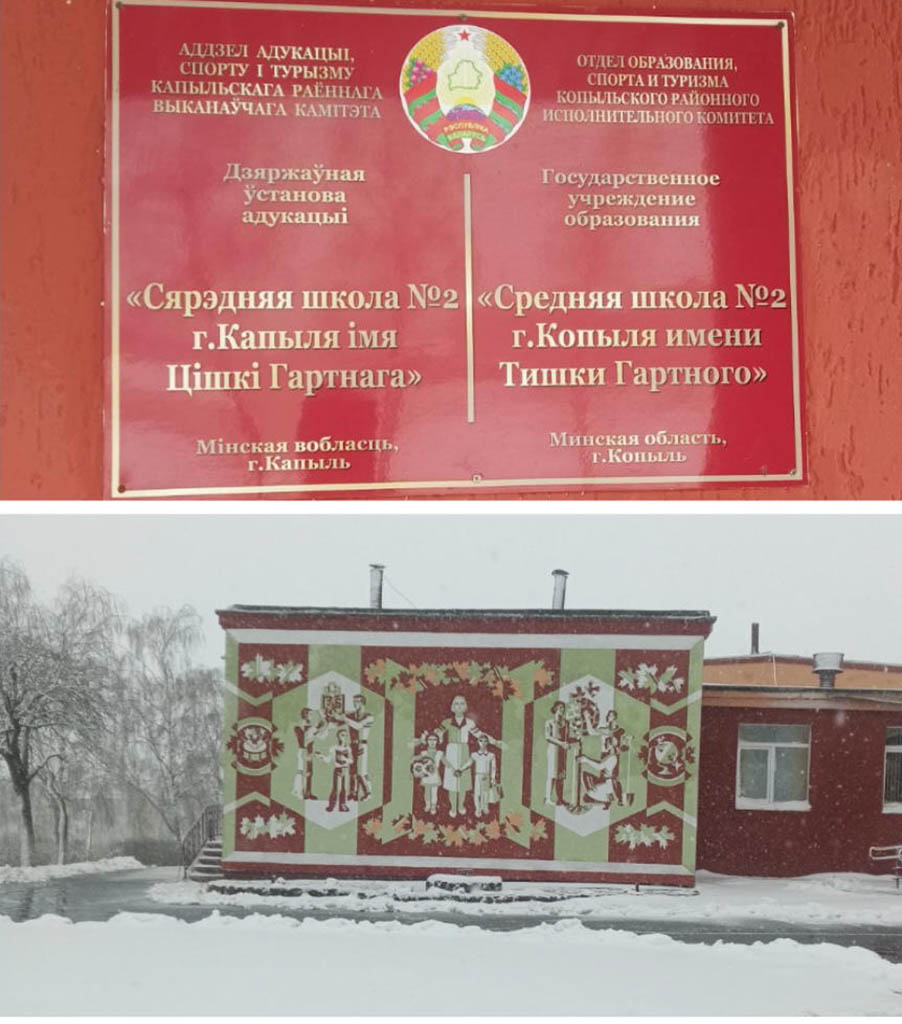 АДДЗЕЛ АДУКАЦЫІ,
СПОРТУ І ТУРЫЗМУ
КАПЫЛЬСКАГА РАЁННАГА
ВЫКАНАЎЧАГА КАМІТЭТА
Дзяржаўная
ўстанова
адукацыі
«Сярэдняя школа №2
г.Капыля імя
Цішкі Гартнага»
Мінская вобласць,
г.Капыль
РЭСПУБЛІКА
БЕЛАРУСЬ
ОТДЕЛ ОБРАЗОВАНИЯ,
СПОРТА И ТУРИЗМА
КОПЫЛЬСКОГО РАЙОННОГО
ИСПОЛНИТЕЛЬНОГО КОМИТЕТА
Государственное
учреждение
образования
«Средняя школа №2
г.Копыля имени
Тишки Гартного»
Минская область,
г.Копыль